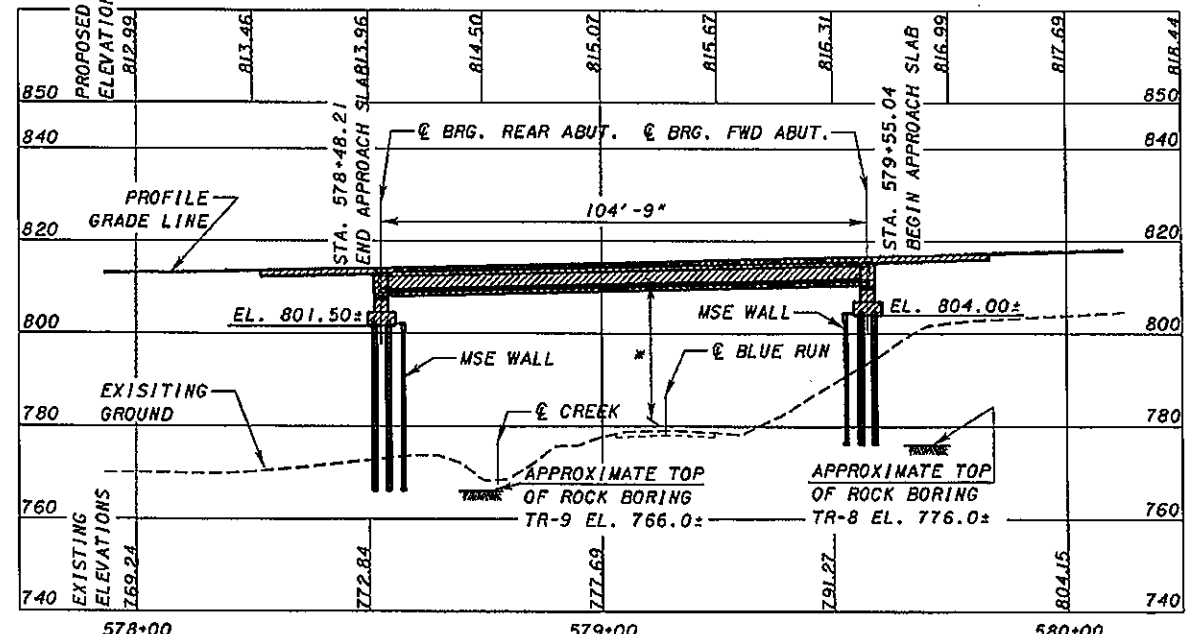 PROPOSED
ELEVATION
812.99
813.46
813.96
814.50
815.07
815.67
816.31
816.99
817.69
818.44
850
850
STA. 578+48.21
END APPROACH SLAB
STA. 579+55.04
BEGIN APPROACH SLAB
℄ BRG. REAR ABUT.
℄ BRG. FWD ABUT.
840
840
PROFILE
GRADE LINE
104'-9"
820
820
EL. 801.50±
MSE WALL
EL. 804.00±
800
800
MSE WALL
℄ BLUE RUN
*
EXISITING
GROUND
℄ CREEK
780
780
APPROXIMATE TOP
OF ROCK BORING
TR-9 EL. 766.0±
APPROXIMATE TOP
OF ROCK BORING
TR-8 EL. 776.0±
760
760
EXISTING
ELEVATIONS
769.24
772.84
777.69
791.27
804.15
740
740
578+00
579+00
580+00